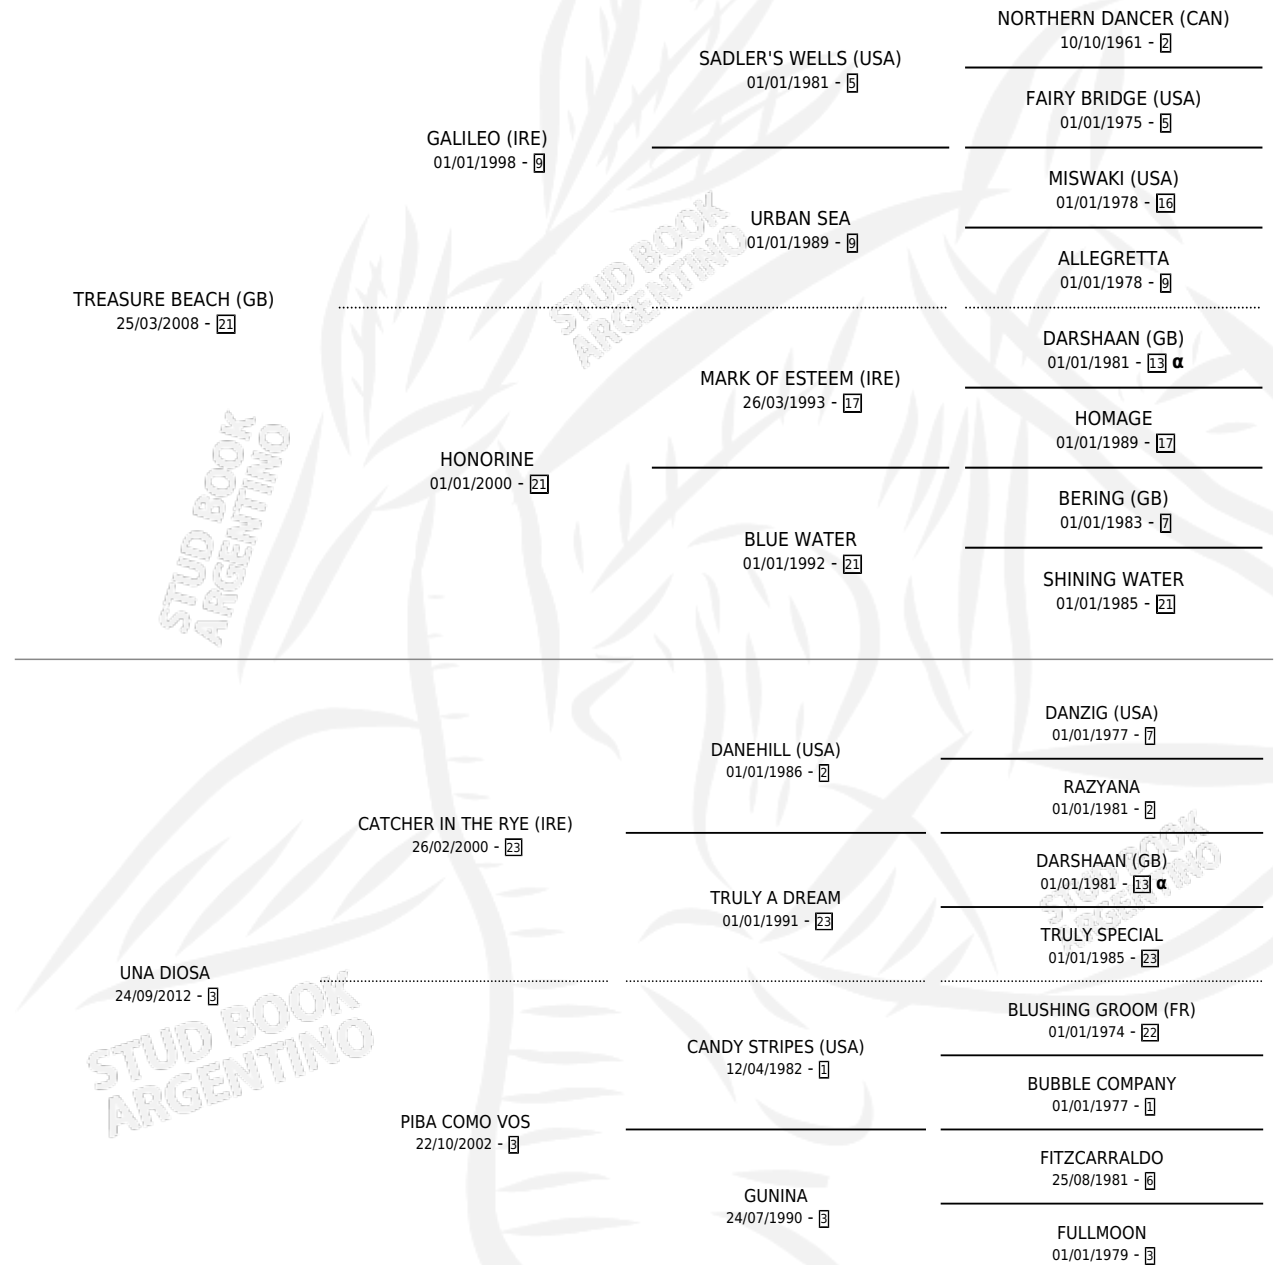 TREASURE BEACH (GB)
25/03/2008 - 21
GALILEO (IRE)
01/01/1998 - 9
HONORINE
01/01/2000 - 21
SADLER'S WELLS (USA)
01/01/1981 - 5
URBAN SEA
01/01/1989 - 9
MARK OF ESTEEM (IRE)
26/03/1993 - 17
BLUE WATER
01/01/1992 - 21
NORTHERN DANCER (CAN)
10/10/1961 - 2
FAIRY BRIDGE (USA)
01/01/1975 - 5
MISWAKI (USA)
01/01/1978 - 16
ALLEGRETTA
01/01/1978 - 9
DARSHAAN (GB)
01/01/1981 - 13 α
HOMAGE
01/01/1989 - 17
BERING (GB)
01/01/1983 - 7
SHINING WATER
01/01/1985 - 21
STUD BOOK
ARGENTINO
STUD BOOK
ARGENTINO
UNA DIOSA
24/09/2012 - 3
CATCHER IN THE RYE (IRE)
26/02/2000 - 23
PIBA COMO VOS
22/10/2002 - 3
DANEHILL (USA)
01/01/1986 - 2
TRULY A DREAM
01/01/1991 - 23
CANDY STRIPES (USA)
12/04/1982 - 1
GUNINA
24/07/1990 - 3
DANZIG (USA)
01/01/1977 - 7
RAZYANA
01/01/1981 - 2
DARSHAAN (GB)
01/01/1981 - 13 α
TRULY SPECIAL
01/01/1985 - 23
BLUSHING GROOM (FR)
01/01/1974 - 22
BUBBLE COMPANY
01/01/1977 - 1
FITZCARRALDO
25/08/1981 - 6
FULLMOON
01/01/1979 - 3
STUD BOOK
ARGENTINO
STUD BOOK
ARGENTINO